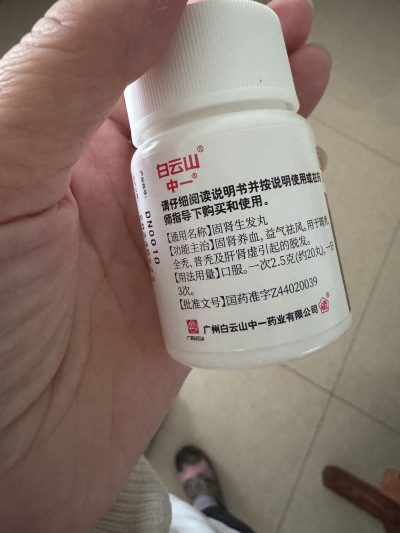 白云山®
中一®
请仔细阅读说明书并按说明使用或在药
师指导下购买和使用。
【通用名称】固肾生发丸
【功能主治】固肾养血，益气祛风。用于斑秃、
全秃、普秃及肝肾虚引起的脱发。
【用法用量】口服。一次2.5克(约20丸)，一日
3次。
【批准文号】国药准字Z44020039
广州白云山中一药业有限公司
DN0010